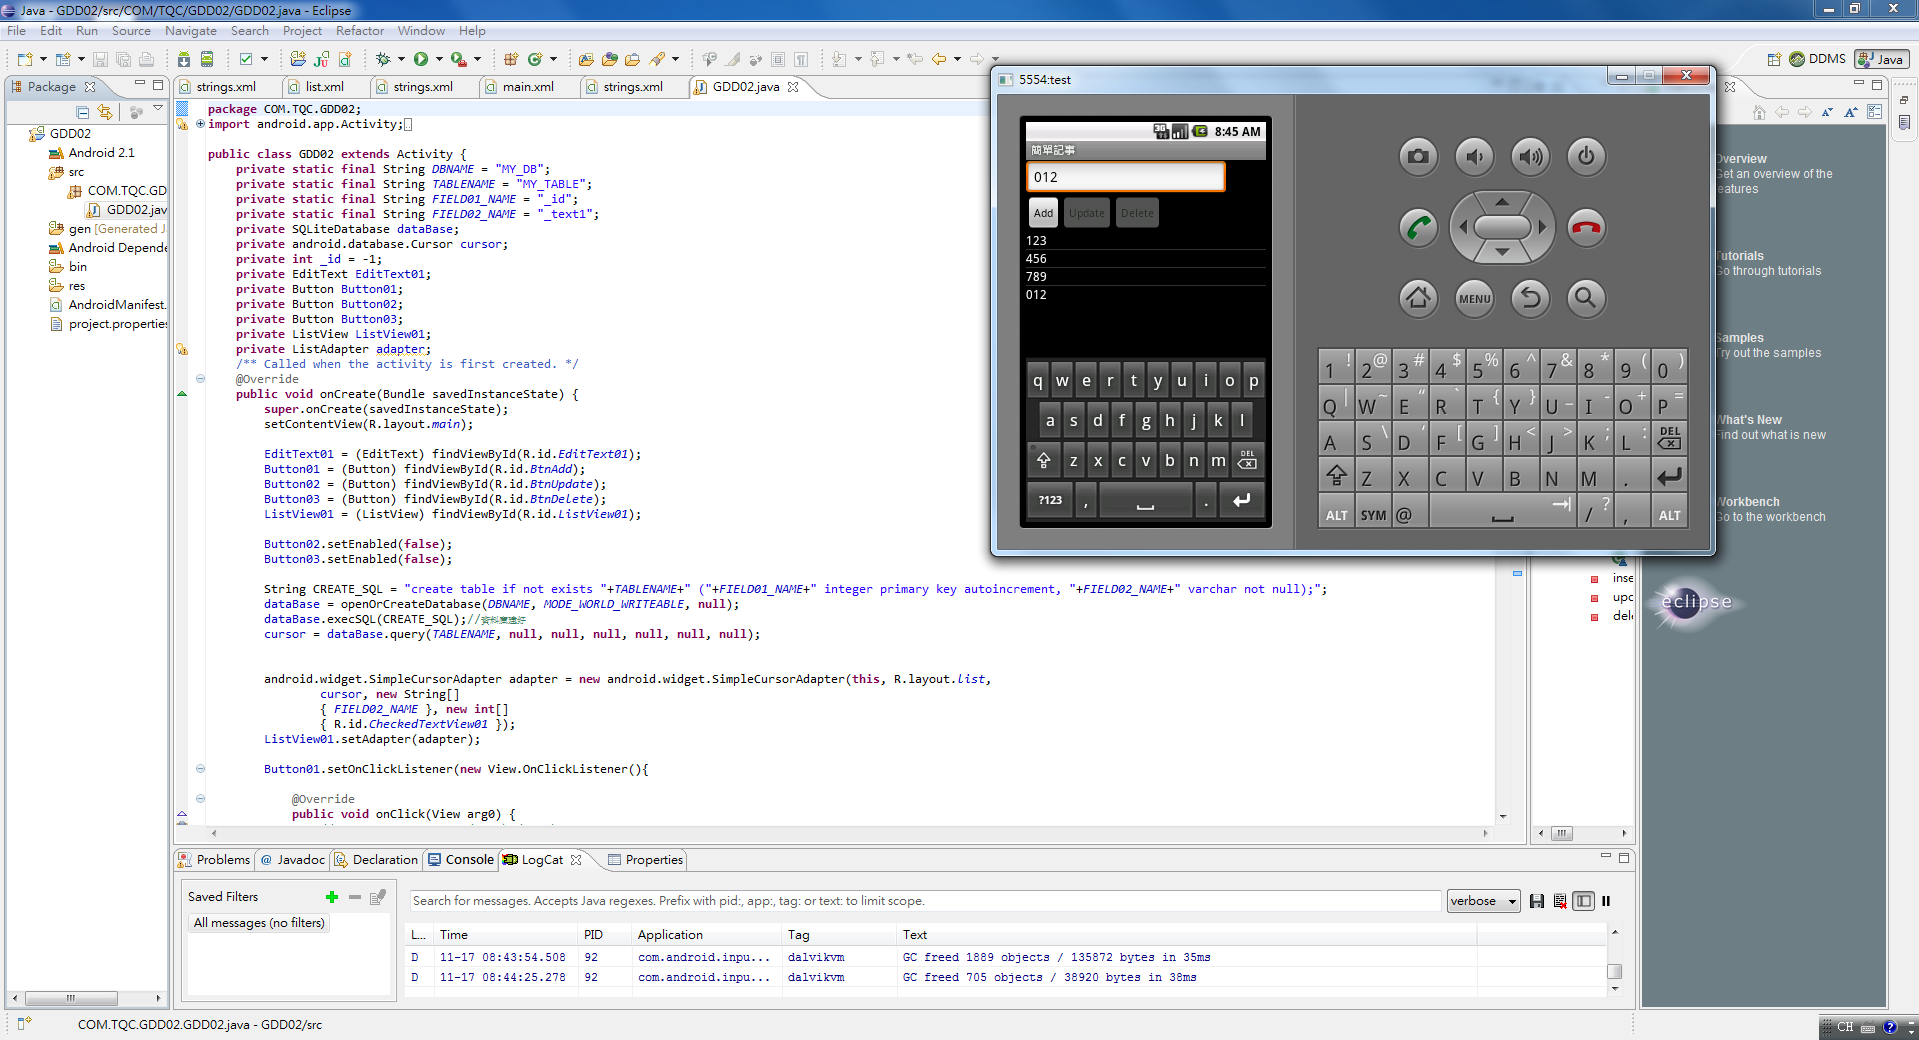 Java - GDD02/src/COM/TQC/GDD02/GDD02.java - Eclipse
File Edit Run Source Navigate Search Project Refactor Window Help
DDMS Java
Package
strings.xml list.xml strings.xml main.xml strings.xml GDD02.java
GDD02
Android 2.1
src
COM.TQC.GD
GDD02.jav
gen [Generated J
Android Depende
bin
res
AndroidManifest.
project.properties
package COM.TQC.GDD02;
import android.app.Activity;
public class GDD02 extends Activity {
private static final String DBNAME = "MY_DB";
private static final String TABLENAME = "MY_TABLE";
private static final String FIELD01_NAME = "_id";
private static final String FIELD02_NAME = "_text1";
private SQLiteDatabase dataBase;
private android.database.Cursor cursor;
private int _id = -1;
private EditText EditText01;
private Button Button01;
private Button Button02;
private Button Button03;
private ListView ListView01;
private ListAdapter adapter;
/** Called when the activity is first created. */
@Override
public void onCreate(Bundle savedInstanceState) {
super.onCreate(savedInstanceState);
setContentView(R.layout.main);
EditText01 = (EditText) findViewById(R.id.EditText01);
Button01 = (Button) findViewById(R.id.BtnAdd);
Button02 = (Button) findViewById(R.id.BtnUpdate);
Button03 = (Button) findViewById(R.id.BtnDelete);
ListView01 = (ListView) findViewById(R.id.ListView01);
Button02.setEnabled(false);
Button03.setEnabled(false);
String CREATE_SQL = "create table if not exists "+TABLENAME+" ("+FIELD01_NAME+" integer primary key autoincrement, "+FIELD02_NAME+" varchar not null);";
dataBase = openOrCreateDatabase(DBNAME, MODE_WORLD_WRITEABLE, null);
dataBase.execSQL(CREATE_SQL);//資料庫建好
cursor = dataBase.query(TABLENAME, null, null, null, null, null, null);
android.widget.SimpleCursorAdapter adapter = new android.widget.SimpleCursorAdapter(this, R.layout.list,
cursor, new String[]
{ FIELD02_NAME }, new int[]
{ R.id.CheckedTextView01 });
ListView01.setAdapter(adapter);
Button01.setOnClickListener(new View.OnClickListener(){
@Override
public void onClick(View arg0) {
5554:test
3G 8:45 AM
簡單記事
012
Add Update Delete
123
456
789
012
q w e r t y u i o p
a s d f g h j k l
z x c v b n m DEL
?123 , .
MENU
1 ! 2 @ 3 # 4 $ 5 % 6 ^ 7 & 8 * 9 ( 0 )
Q | W ~ E “ R ` T { Y } U _ I - O + P =
A S \ D ' F [ G ] H < J > K ; L : DEL
Z X C V B N M .
ALT SYM @ / ? , ALT
Overview
Get an overview of the
features
Tutorials
Go through tutorials
Samples
Try out the samples
What's New
Find out what is new
Workbench
Go to the workbench
inse
upd
dele
eclipse
Problems @ Javadoc Declaration Console LogCat Properties
Saved Filters
All messages (no filters)
Search for messages. Accepts Java regexes. Prefix with pid:, app:, tag: or text: to limit scope.
verbose
L... Time PID Application Tag Text
D 11-17 08:43:54.508 92 com.android.inpu... dalvikvm GC freed 1889 objects / 135872 bytes in 35ms
D 11-17 08:44:25.278 92 com.android.inpu... dalvikvm GC freed 705 objects / 38920 bytes in 38ms
COM.TQC.GDD02.GDD02.java - GDD02/src
CH